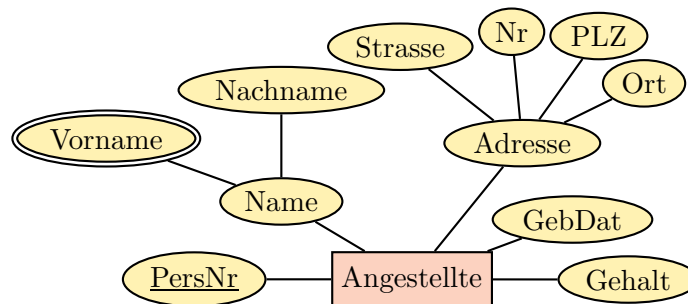 Strasse
Nr
PLZ
Ort
Nachname
Vorname
Adresse
Name
GebDat
PersNr
Angestellte
Gehalt